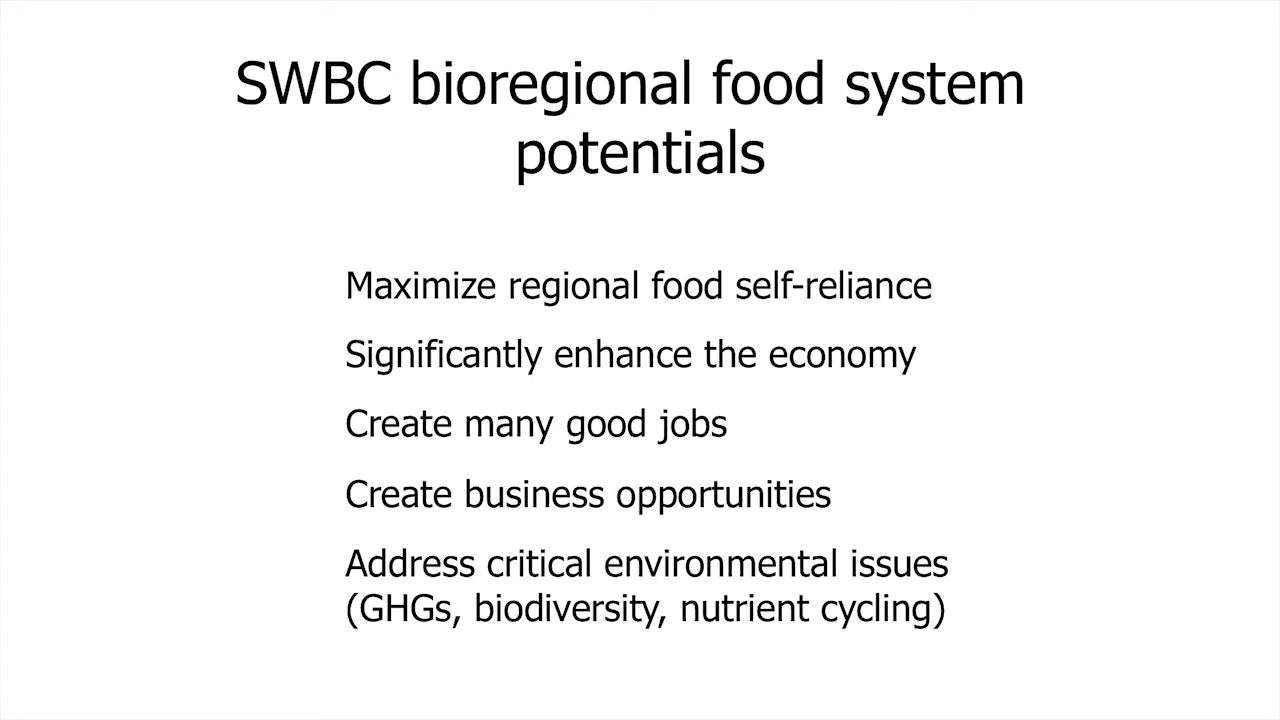 SWBC bioregional food system
potentials
Maximize regional food self-reliance
Significantly enhance the economy
Create many good jobs
Create business opportunities
Address critical environmental issues
(GHGs, biodiversity, nutrient cycling)